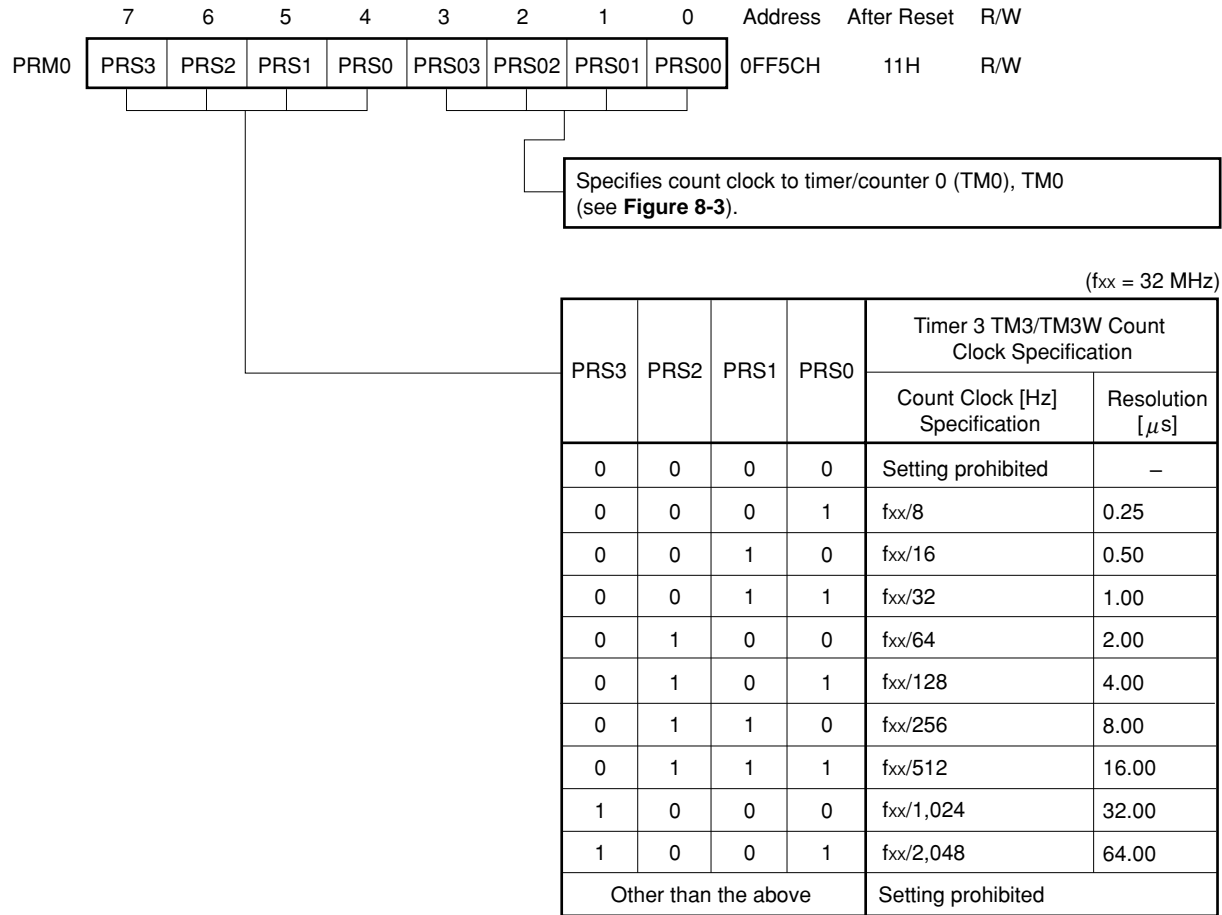 7 6 5 4 3 2 1 0 Address After Reset R/W
PRM0 PRS3 PRS2 PRS1 PRS0 PRS03 PRS02 PRS01 PRS00 0FF5CH 11H R/W
Specifies count clock to timer/counter 0 (TM0), TM0
(see Figure 8-3).
(fxx = 32 MHz)
PRS3 PRS2 PRS1 PRS0
Timer 3 TM3/TM3W Count
Clock Specification
Count Clock [Hz]
Specification
Resolution
[μs]
0 0 0 0 Setting prohibited –
0 0 0 1 fxx/8 0.25
0 0 1 0 fxx/16 0.50
0 0 1 1 fxx/32 1.00
0 1 0 0 fxx/64 2.00
0 1 0 1 fxx/128 4.00
0 1 1 0 fxx/256 8.00
0 1 1 1 fxx/512 16.00
1 0 0 0 fxx/1,024 32.00
1 0 0 1 fxx/2,048 64.00
Other than the above Setting prohibited